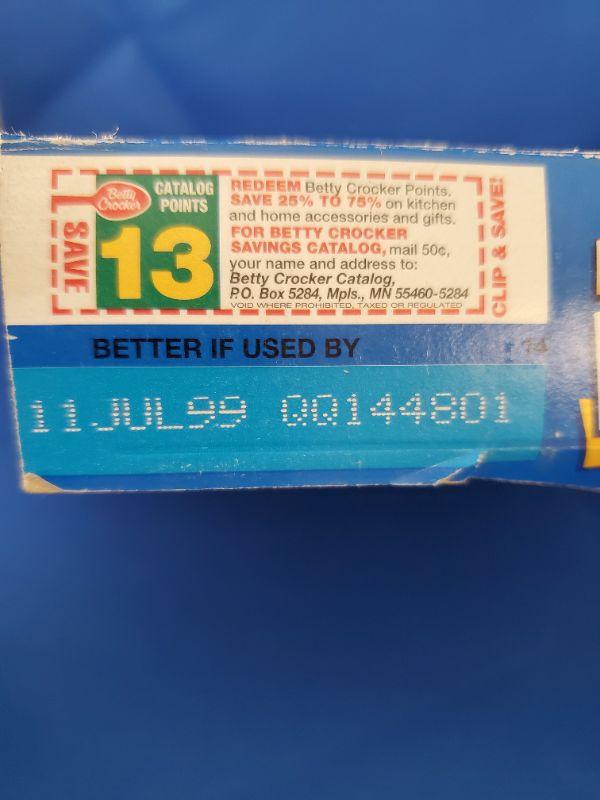 SAVE
Betty
Crocker
CATALOG
POINTS
13
REDEEM Betty Crocker Points.
SAVE 25% TO 75% on kitchen
and home accessories and gifts.
FOR BETTY CROCKER
SAVINGS CATALOG, mail 50¢,
your name and address to:
Betty Crocker Catalog,
P.O. Box 5284, Mpls., MN 55460-5284
VOID WHERE PROHIBITED, TAXED OR REGULATED
CLIP & SAVE!
BETTER IF USED BY
14
11JUL99 QQ144801